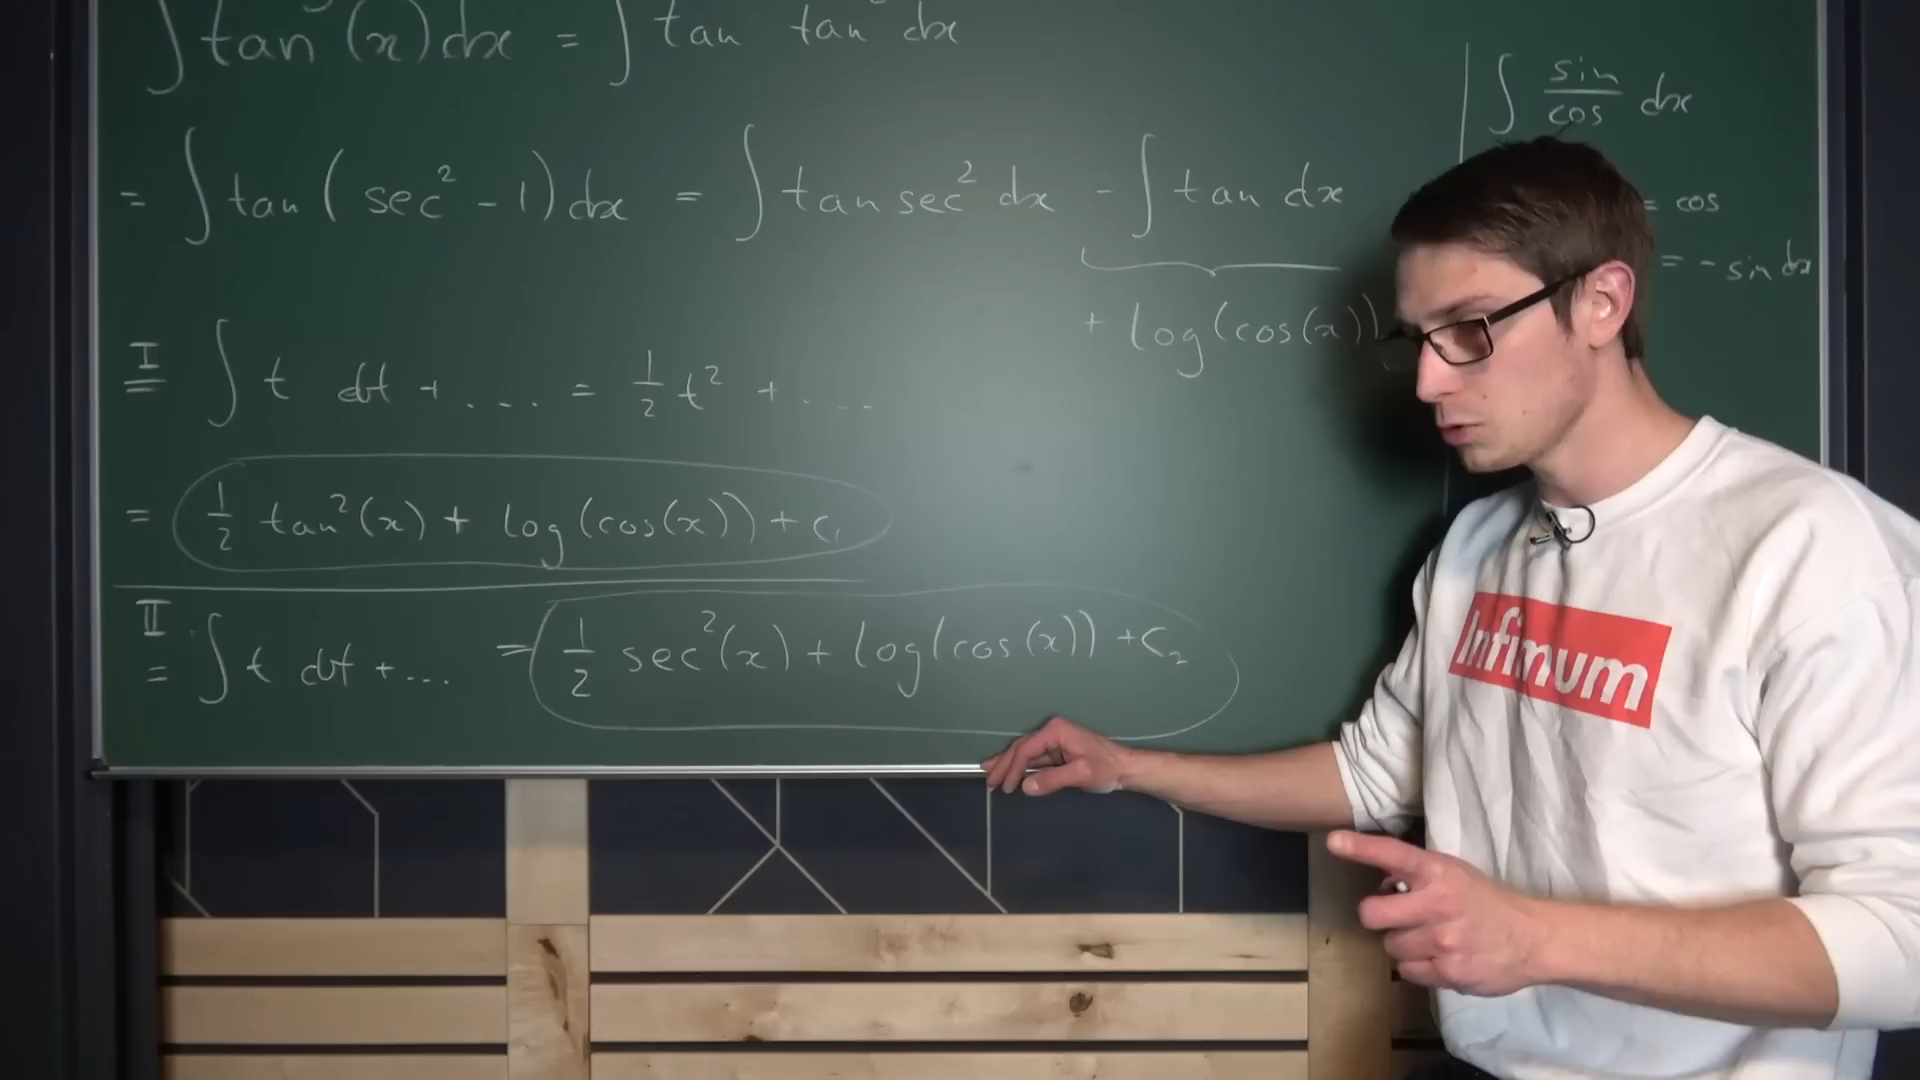 ∫ tan (x) dx = ∫ tan tan² dx
= ∫ tan ( sec² - 1) dx = ∫ tan sec² dx - ∫ tan dx
+ log(cos(x))
I = ∫ t dt + .... = 1/2 t² + ...
= 1/2 tan²(x) + log(cos(x)) + c₁
II = ∫ t dt + ... = 1/2 sec²(x) + log(cos(x)) + c₂
∫ sin/cos dx
= cos
= - sin dx
Infimum